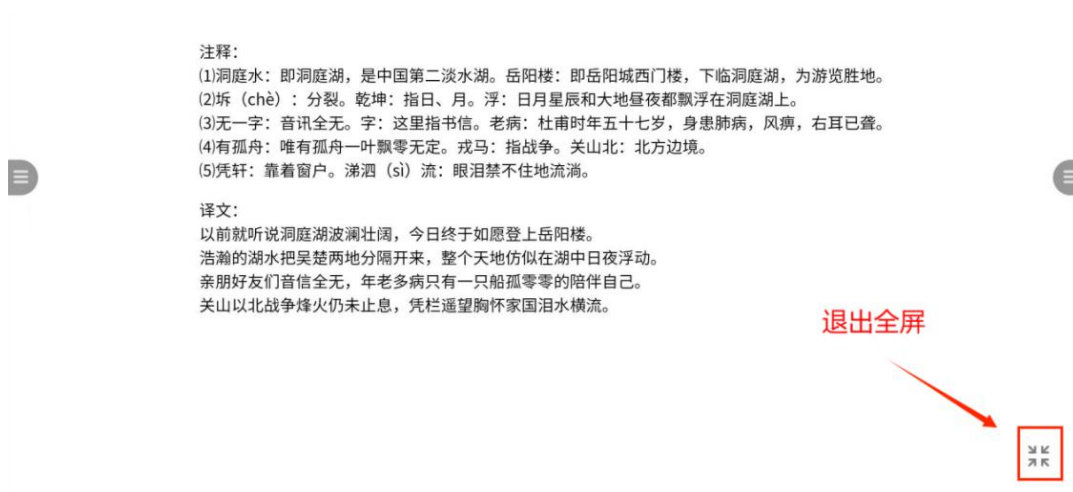 注释：
⑴洞庭水：即洞庭湖，是中国第二淡水湖。岳阳楼：即岳阳城西门楼，下临洞庭湖，为游览胜地。
⑵坼（chè）：分裂。乾坤：指日、月。浮：日月星辰和大地昼夜都飘浮在洞庭湖上。
⑶无一字：音讯全无。字：这里指书信。老病：杜甫时年五十七岁，身患肺病，风痹，右耳已聋。
⑷有孤舟：唯有孤舟一叶飘零无定。戎马：指战争。关山北：北方边境。
⑸凭轩：靠着窗户。涕泗（sì）流：眼泪禁不住地流淌。
译文：
以前就听说洞庭湖波澜壮阔，今日终于如愿登上岳阳楼。
浩瀚的湖水把吴楚两地分隔开来，整个天地仿似在湖中日夜浮动。
亲朋好友们音信全无，年老多病只有一只船孤零零的陪伴自己。
关山以北战争烽火仍未止息，凭栏遥望胸怀家国泪水横流。
退出全屏